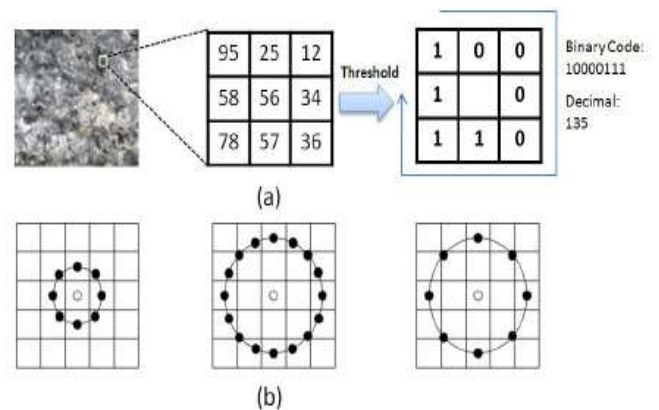 95 25 12
58 56 34
78 57 36
Threshold
1 0 0
1 0
1 1 0
Binary Code:
10000111
Decimal:
135
(a)
(b)